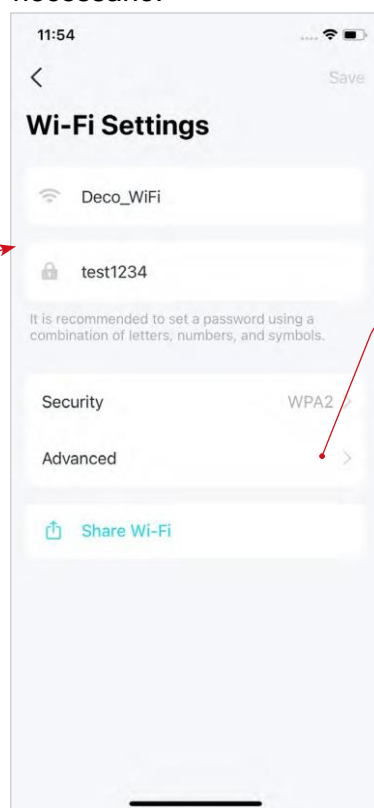 necessario.
11:54
Save
Wi-Fi Settings
Deco_WiFi
test1234
It is recommended to set a password using a
combination of letters, numbers, and symbols.
Security WPA2
Advanced
Share Wi-Fi